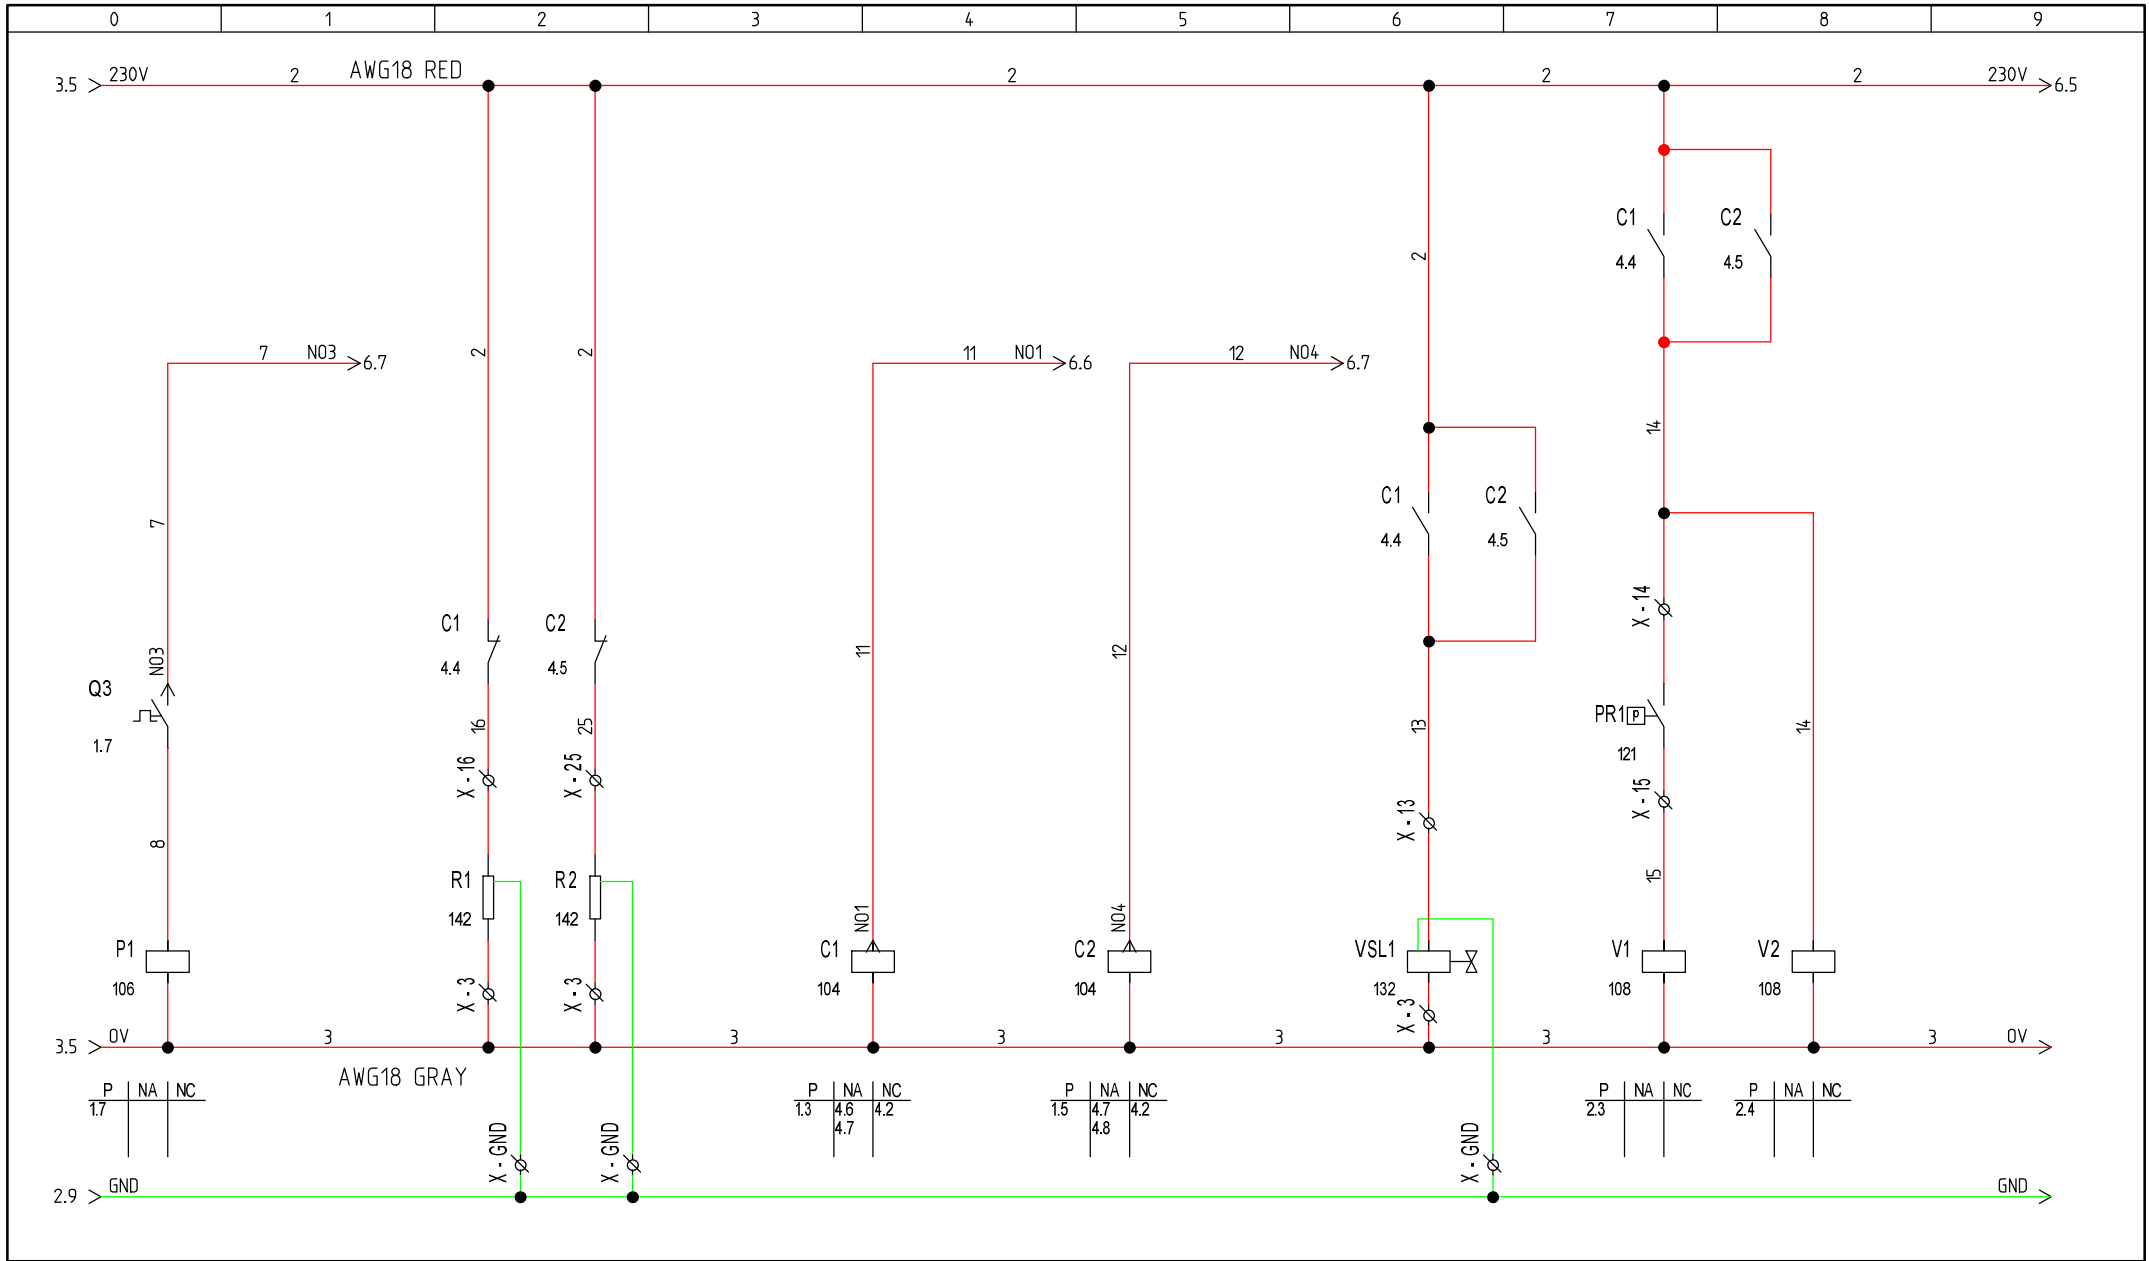 0 1 2 3 4 5 6 7 8 9
3.5 230V 2 AWG18 RED 2 2 2 230V 6.5
C1 C2
4.4 4.5
2
7 NO3 6.7 2 2 11 NO1 6.6 12 NO4 6.7
14
C1 C2
4.4 4.5
7
X - 14
C1 C2
4.4 4.5
NO3 11 12
Q3
1.7
16 25 13
PR1 P
121
14
X - 16 X - 25 X - 13 X - 15
8
R1 R2
142 142
15
NO1 NO4
P1 C1 C2 VSL1 V1 V2
106 104 104 132 108 108
X - 3 X - 3 X - 3
3.5 0V 3 3 3 3 3 3 0V
AWG18 GRAY
P NA NC P NA NC P NA NC P NA NC P NA NC
1.7 1.3 4.6 4.2 1.5 4.7 4.2 2.3 2.4
4.7 4.8
X - GND X - GND X - GND
2.9 GND GND